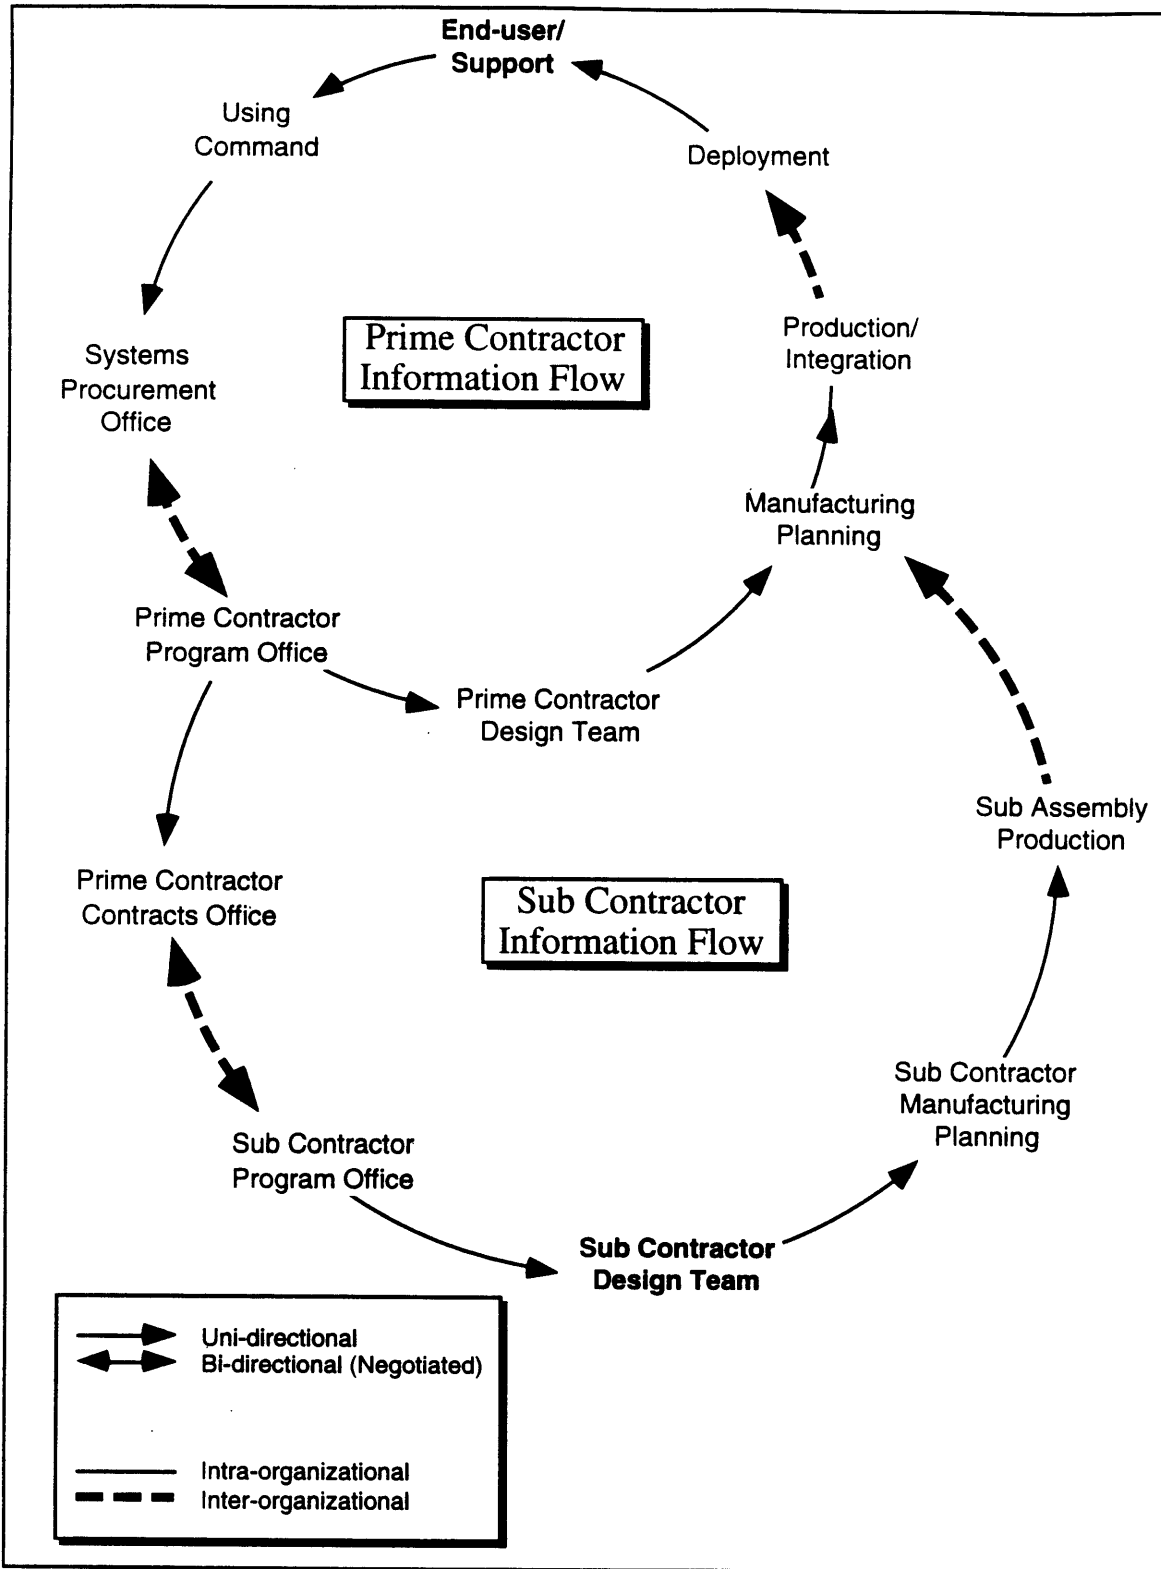 End-user/
Support
Using
Command
Deployment
Production/
Integration
Prime Contractor
Information Flow
Systems
Procurement
Office
Manufacturing
Planning
Prime Contractor
Program Office
Prime Contractor
Design Team
Sub Assembly
Production
Prime Contractor
Contracts Office
Sub Contractor
Information Flow
Sub Contractor
Manufacturing
Planning
Sub Contractor
Program Office
Sub Contractor
Design Team
Uni-directional
Bi-directional (Negotiated)
Intra-organizational
Inter-organizational